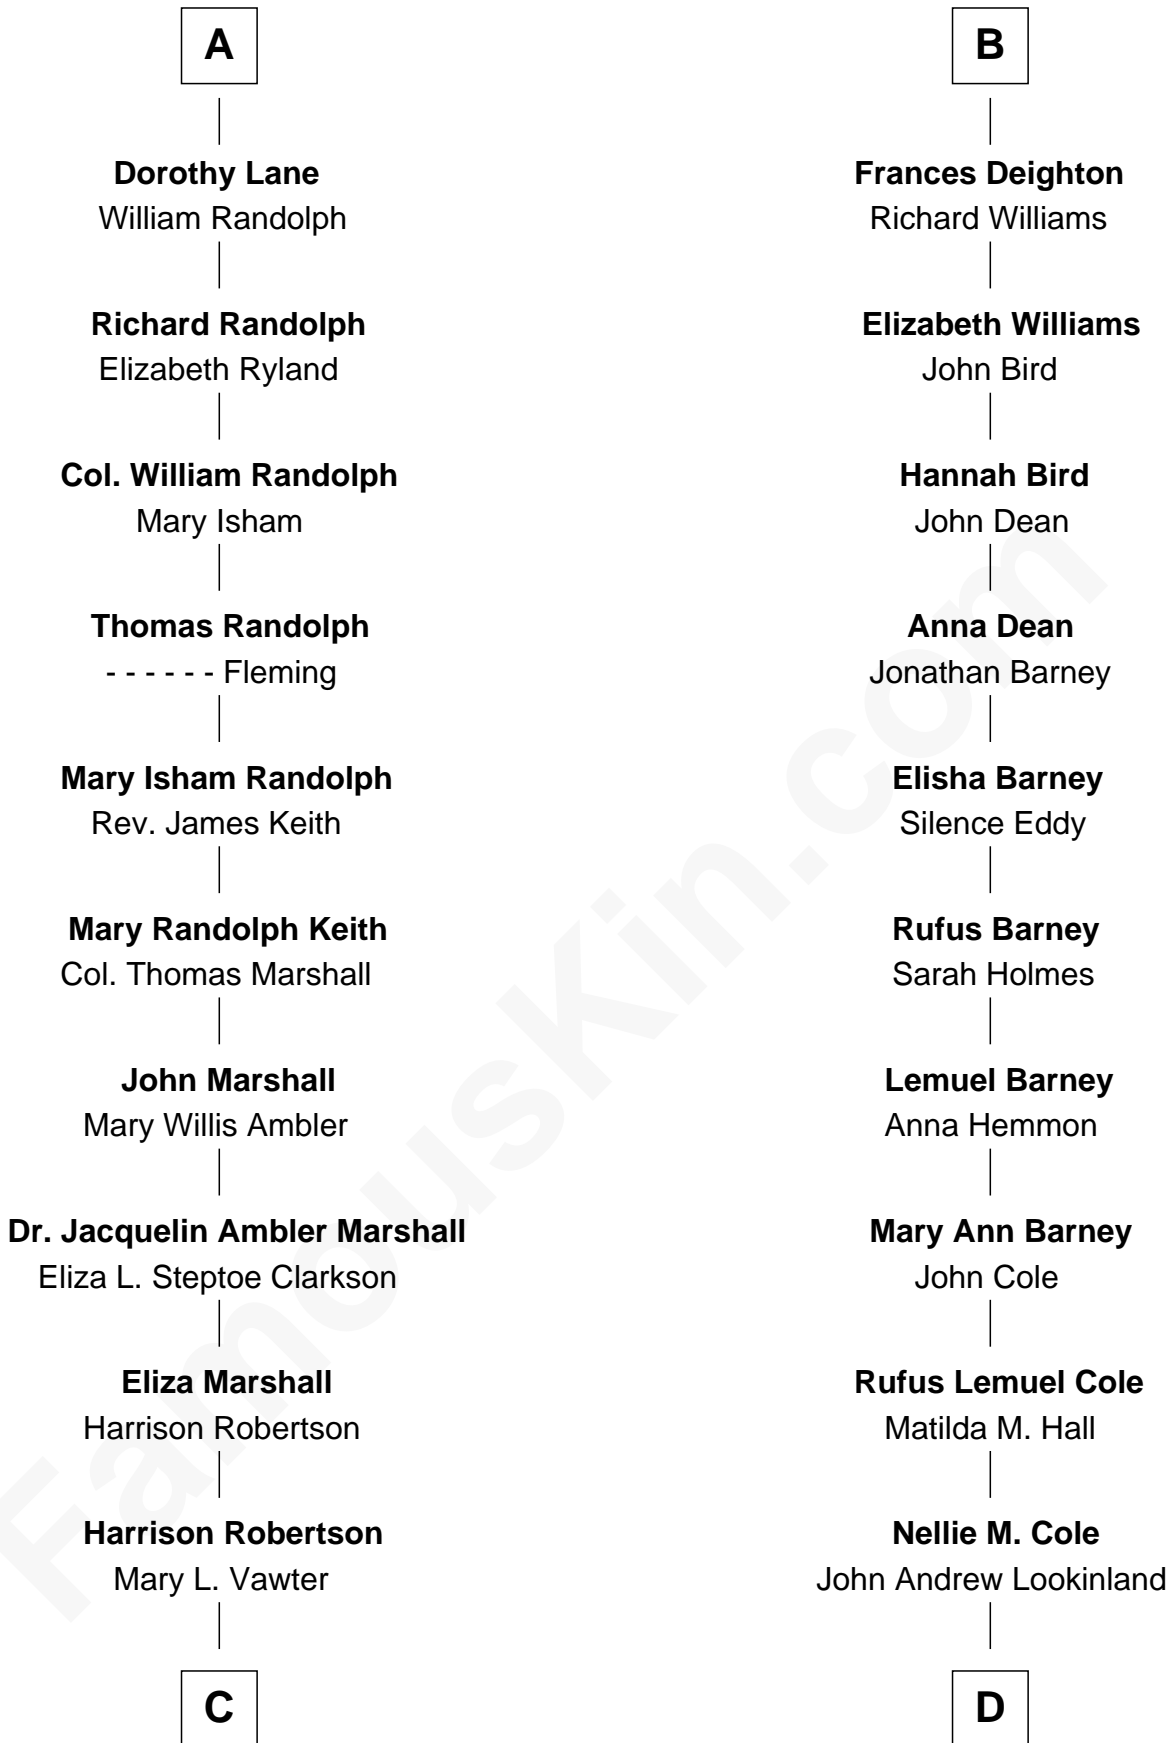 A
Dorothy Lane
William Randolph
Richard Randolph
Elizabeth Ryland
Col. William Randolph
Mary Isham
Thomas Randolph
- - - - - - Fleming
Mary Isham Randolph
Rev. James Keith
Mary Randolph Keith
Col. Thomas Marshall
John Marshall
Mary Willis Ambler
Dr. Jacquelin Ambler Marshall
Eliza L. Steptoe Clarkson
Eliza Marshall
Harrison Robertson
Harrison Robertson
Mary L. Vawter
C
B
Frances Deighton
Richard Williams
Elizabeth Williams
John Bird
Hannah Bird
John Dean
Anna Dean
Jonathan Barney
Elisha Barney
Silence Eddy
Rufus Barney
Sarah Holmes
Lemuel Barney
Anna Hemmon
Mary Ann Barney
John Cole
Rufus Lemuel Cole
Matilda M. Hall
Nellie M. Cole
John Andrew Lookinland
D
FamousKin.com